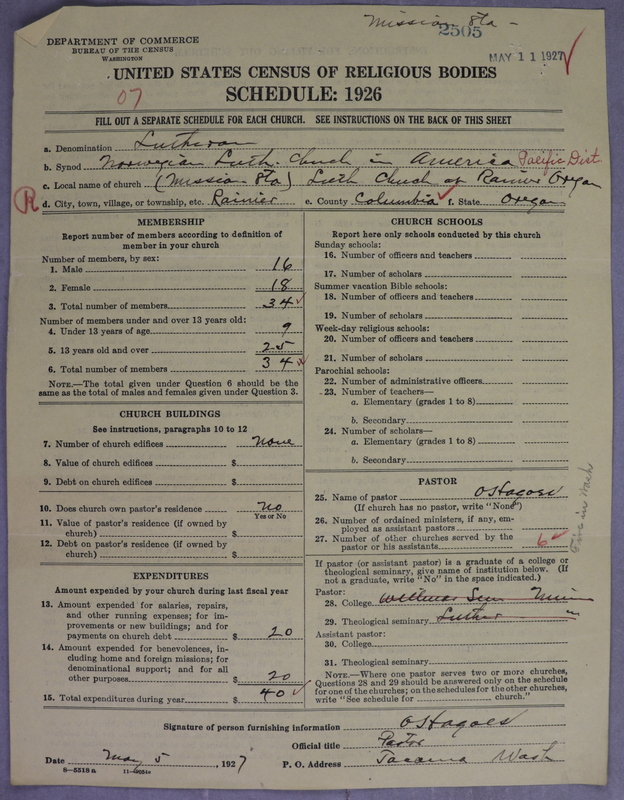 Mission Sta -
2505
DEPARTMENT OF COMMERCE
BUREAU OF THE CENSUS
WASHINGTON
MAY 11 1927
UNITED STATES CENSUS OF RELIGIOUS BODIES
07
SCHEDULE: 1926
FILL OUT A SEPARATE SCHEDULE FOR EACH CHURCH. SEE INSTRUCTIONS ON THE BACK OF THIS SHEET
a. Denomination Lutheran
b. Synod Norwegian Luth. Church in America Pacific Dist.
c. Local name of church (Mission Sta) Luth Church of Rainier Oregon
R d. City, town, village, or township, etc. Rainier e. County Columbia f. State Oregon
MEMBERSHIP
Report number of members according to definition of
member in your church
Number of members, by sex:
1. Male 16
2. Female 18
3. Total number of members 34
Number of members under and over 13 years old:
4. Under 13 years of age 9
5. 13 years old and over 25
6. Total number of members 34
NOTE.—The total given under Question 6 should be the
same as the total of males and females given under Question 3.
CHURCH BUILDINGS
See instructions, paragraphs 10 to 12
7. Number of church edifices None
8. Value of church edifices $
9. Debt on church edifices $
10. Does church own pastor's residence? No
Yes or No
11. Value of pastor's residence (if owned by
church) $
12. Debt on pastor's residence (if owned by
church) $
EXPENDITURES
Amount expended by your church during last fiscal year
13. Amount expended for salaries, repairs,
and other running expenses; for im-
provements or new buildings; and for
payments on church debt $ 20
14. Amount expended for benevolences, in-
cluding home and foreign missions; for
denominational support; and for all
other purposes $ 20
15. Total expenditures during year $ 40
CHURCH SCHOOLS
Report here only schools conducted by this church
Sunday schools:
16. Number of officers and teachers
17. Number of scholars
Summer vacation Bible schools:
18. Number of officers and teachers
19. Number of scholars
Week-day religious schools:
20. Number of officers and teachers
21. Number of scholars
Parochial schools:
22. Number of administrative officers
23. Number of teachers—
a. Elementary (grades 1 to 8)
b. Secondary
24. Number of scholars—
a. Elementary (grades 1 to 8)
b. Secondary
PASTOR
25. Name of pastor
(If church has no pastor, write "None")
26. Number of ordained ministers, if any, em-
ployed as assistant pastors
27. Number of other churches served by the
pastor or his assistants 6
Five in Wash
If pastor (or assistant pastor) is a graduate of a college or
theological seminary, give name of institution below. (If
not a graduate, write "No" in the space indicated.)
Pastor:
28. College Willmar Sem Minn
29. Theological seminary Luther "
Assistant pastor:
30. College
31. Theological seminary
NOTE.—Where one pastor serves two or more churches,
Questions 28 and 29 should be answered only on the schedule
for one of the churches; on the schedules for the other churches,
write "See schedule for church."
Signature of person furnishing information
Official title Pastor
Date May 5, 1927 P. O. Address Tacoma Wash
8—5518a